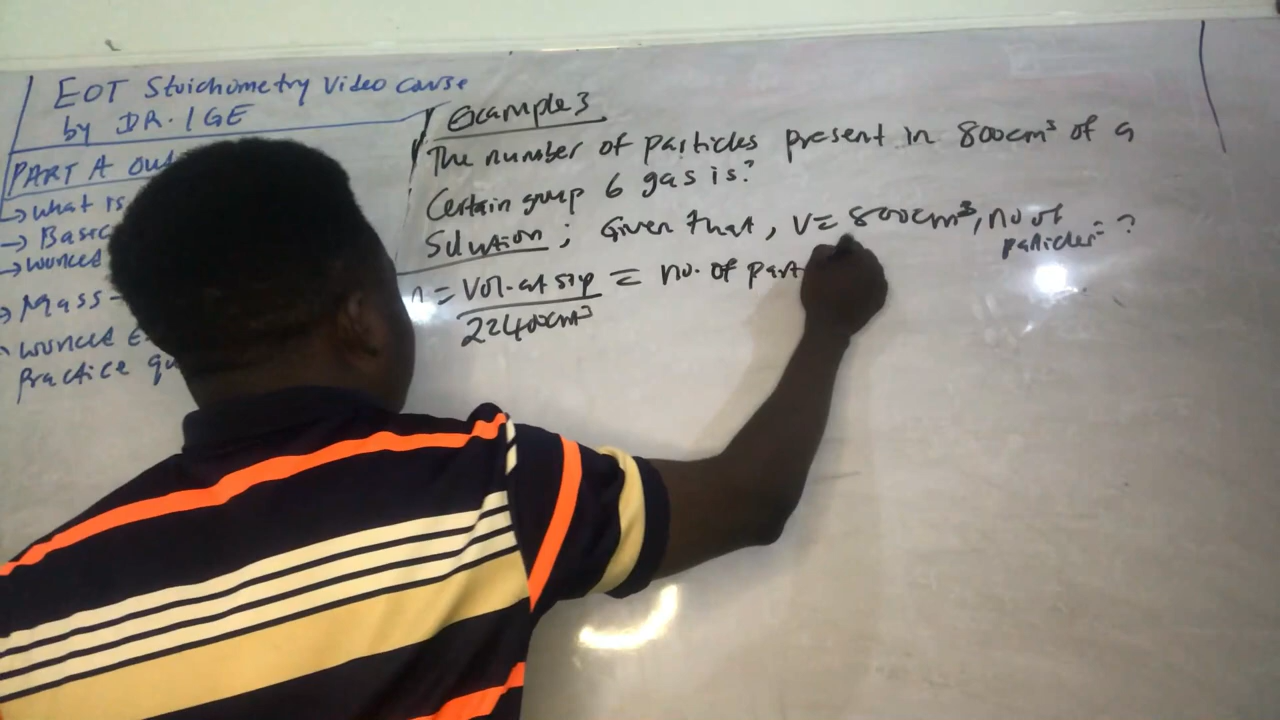 EOT Stoichometry Video Course
by DR. IGE
PART A Out
→ What is
→ Basic
→ worked
→ Mass -
worked E
Practice qu
Example 3
The number of particles present in 800cm³ of a
Certain group 6 gas is?
Solution; Given that, V= 800cm³, no of particles = ?
n = Vol. at stp = no. of part
22400cm³